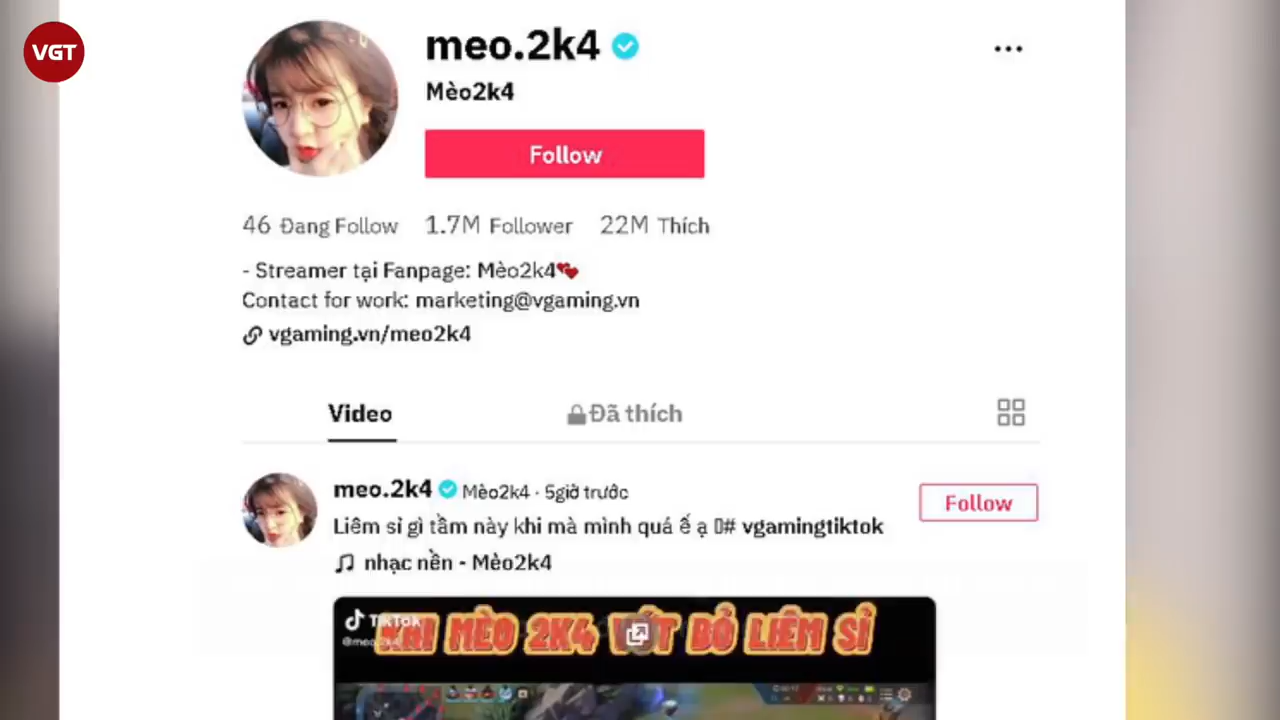 VGT
meo.2k4
Mèo2k4
Follow
46 Đang Follow 1.7M Follower 22M Thích
- Streamer tại Fanpage: Mèo2k4
Contact for work: marketing@vgaming.vn
vgaming.vn/meo2k4
Video Đã thích
meo.2k4 Mèo2k4 · 5giờ trước
Follow
Liêm sỉ gì tầm này khi mà mình quá ế ạ # vgamingtiktok
nhạc nền - Mèo2k4
TikTok
KHI MÈO 2K4 VỨT BỎ LIÊM SỈ